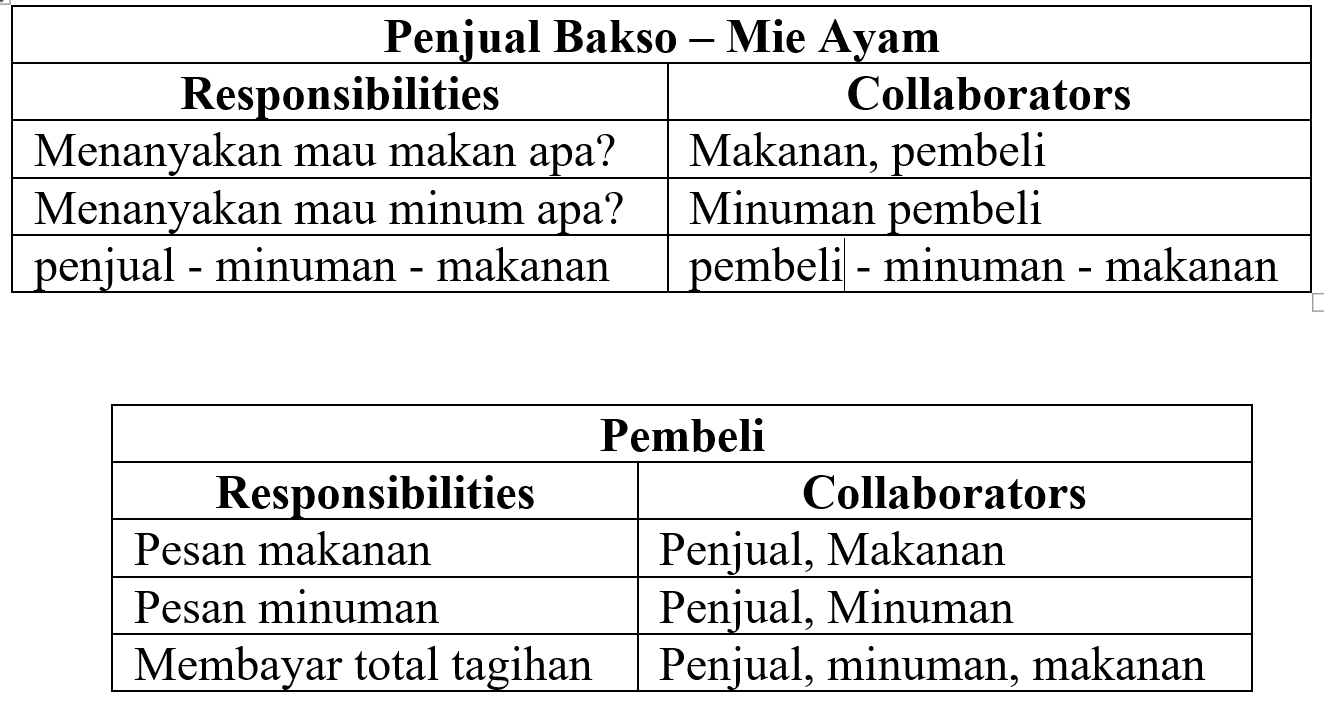 Penjual Bakso – Mie Ayam
Responsibilities Collaborators
Menanyakan mau makan apa? Makanan, pembeli
Menanyakan mau minum apa? Minuman pembeli
penjual - minuman - makanan pembeli - minuman - makanan
Pembeli
Responsibilities Collaborators
Pesan makanan Penjual, Makanan
Pesan minuman Penjual, Minuman
Membayar total tagihan Penjual, minuman, makanan